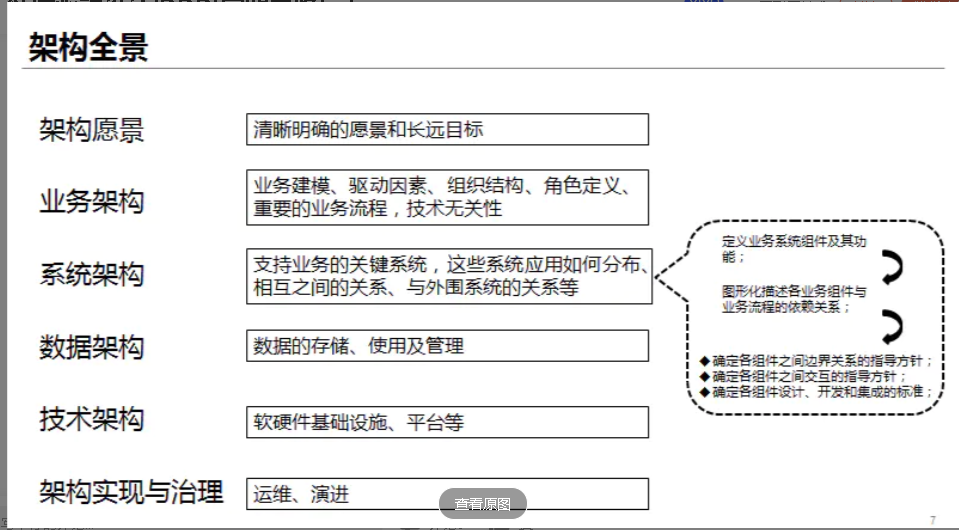 架构全景
架构愿景
清晰明确的愿景和长远目标
业务架构
业务建模、驱动因素、组织结构、角色定义、
重要的业务流程，技术无关性
系统架构
支持业务的关键系统，这些系统应用如何分布、
相互之间的关系、与外围系统的关系等
定义业务系统组件及其功
能；
图形化描述各业务组件与
业务流程的依赖关系；
◆确定各组件之间边界关系的指导方针；
◆确定各组件之间交互的指导方针；
◆确定各组件设计、开发和集成的标准；
数据架构
数据的存储、使用及管理
技术架构
软硬件基础设施、平台等
架构实现与治理
运维、演进
查看原图
7